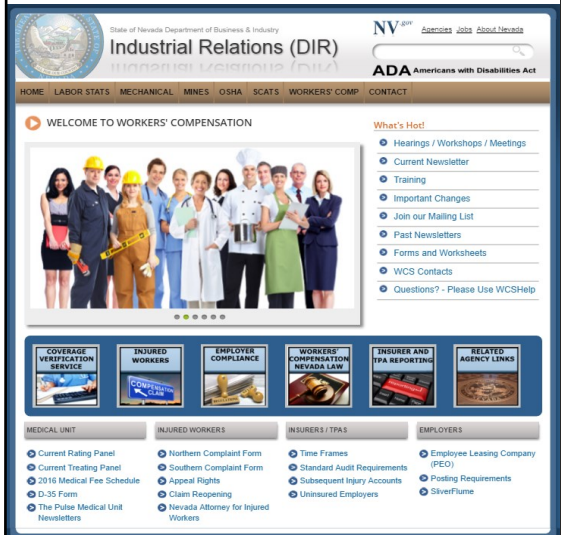 State of Nevada Department of Business & Industry
Industrial Relations (DIR)
NV.gov
Agencies Jobs About Nevada
ADA Americans with Disabilities Act
HOME LABOR STATS MECHANICAL MINES OSHA SCATS WORKERS' COMP CONTACT
WELCOME TO WORKERS' COMPENSATION
What's Hot!
Hearings / Workshops / Meetings
Current Newsletter
Training
Important Changes
Join our Mailing List
Past Newsletters
Forms and Worksheets
WCS Contacts
Questions? - Please Use WCSHelp
COVERAGE
VERIFICATION
SERVICE
INJURED
WORKERS
COMPENSATION
CLAIM
EMPLOYER
COMPLIANCE
WORKERS'
COMPENSATION
NEVADA LAW
INSURER AND
TPA REPORTING
RELATED
AGENCY LINKS
MEDICAL UNIT
Current Rating Panel
Current Treating Panel
2016 Medical Fee Schedule
D-35 Form
The Pulse Medical Unit
Newsletters
INJURED WORKERS
Northern Complaint Form
Southern Complaint Form
Appeal Rights
Claim Reopening
Nevada Attorney for Injured
Workers
INSURERS / TPAS
Time Frames
Standard Audit Requirements
Subsequent Injury Accounts
Uninsured Employers
EMPLOYERS
Employee Leasing Company
(PEO)
Posting Requirements
SliverFlume